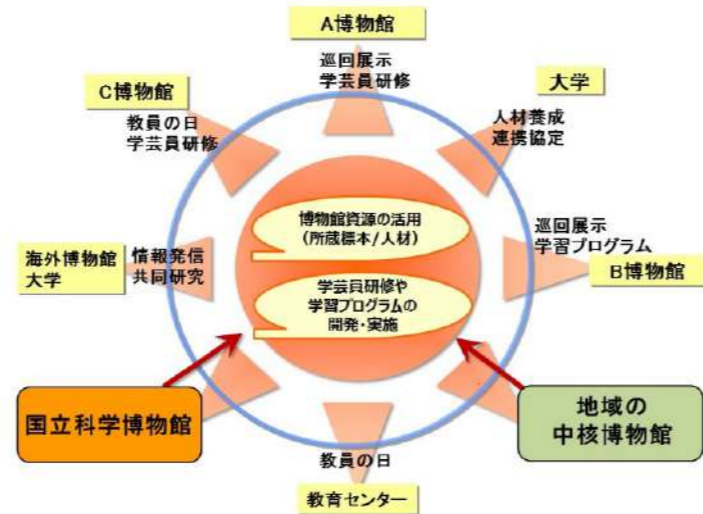 A博物館
巡回展示
学芸員研修
大学
人材養成
連携協定
C博物館
教員の日
学芸員研修
博物館資源の活用
(所蔵標本/人材)
巡回展示
学習プログラム
B博物館
海外博物館
大学
情報発信
共同研究
学芸員研修や
学習プログラムの
開発・実施
国立科学博物館
地域の
中核博物館
教員の日
教育センター